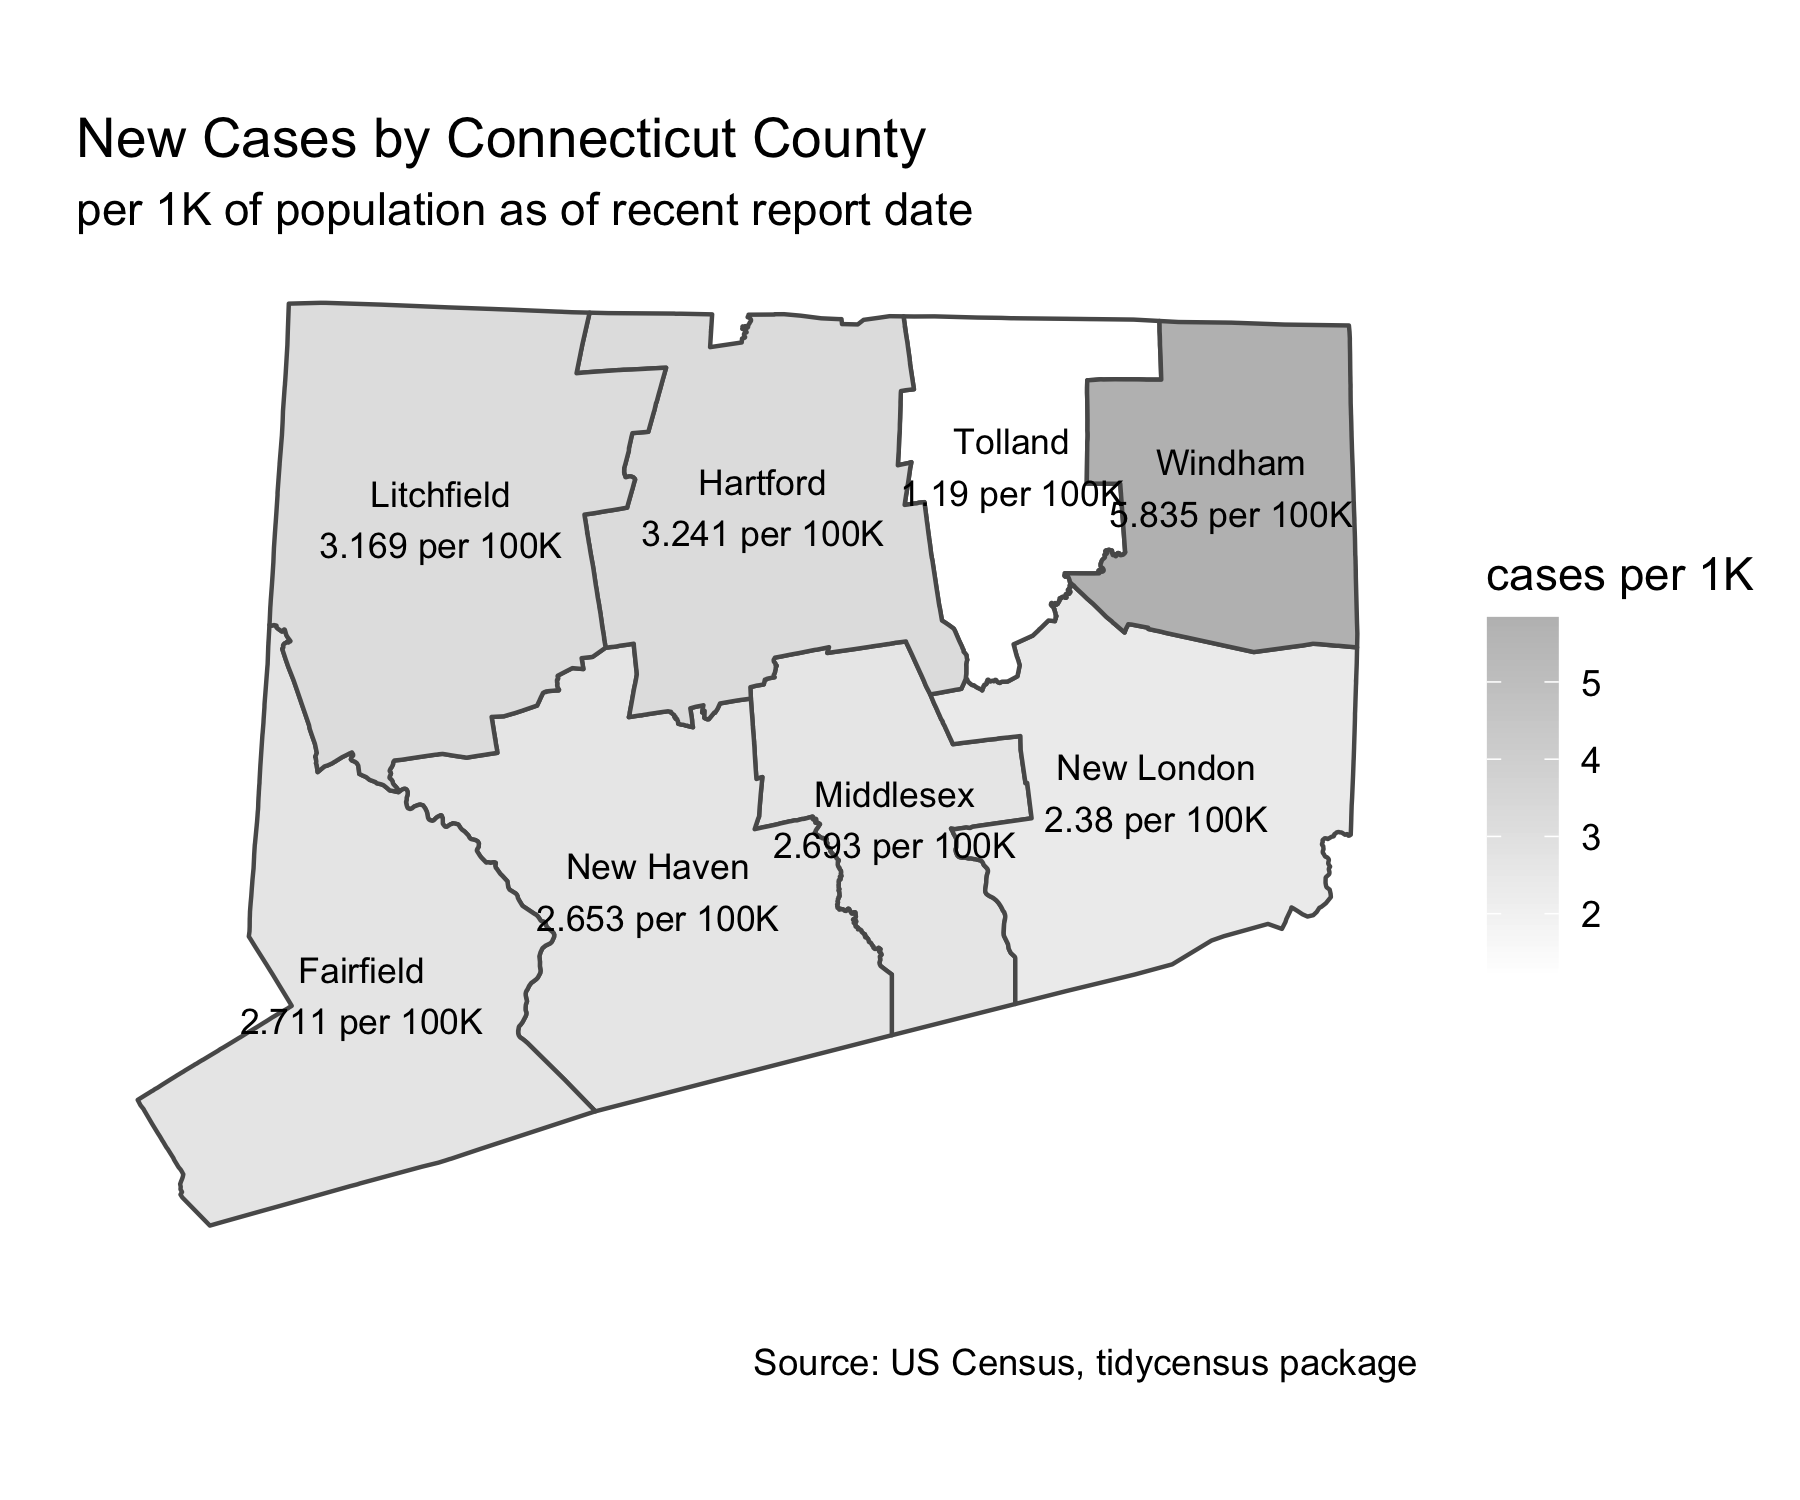 New Cases by Connecticut County
per 1K of population as of recent report date
Litchfield
3.169 per 100K
Hartford
3.241 per 100K
Tolland
1.19 per 100K
Windham
5.835 per 100K
New London
2.38 per 100K
Middlesex
2.693 per 100K
New Haven
2.653 per 100K
Fairfield
2.711 per 100K
cases per 1K
5
4
3
2
Source: US Census, tidycensus package